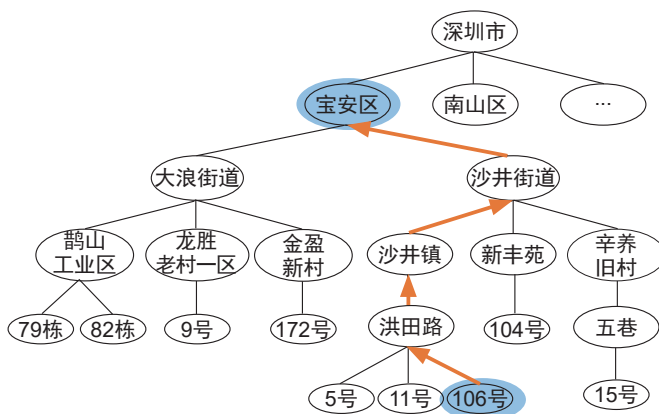 深圳市
宝安区
南山区
...
大浪街道
沙井街道
鹊山
工业区
龙胜
老村一区
金盈
新村
沙井镇
新丰苑
辛养
旧村
79栋
82栋
9号
172号
洪田路
104号
五巷
5号
11号
106号
15号